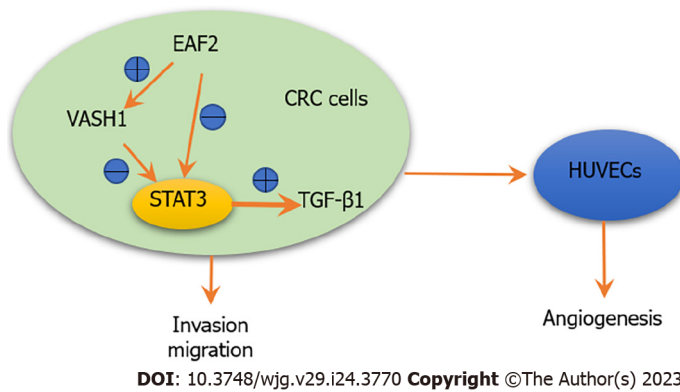 EAF2
CRC cells
VASH1
STAT3
TGF-β1
HUVECs
Invasion
migration
Angiogenesis
DOI: 10.3748/wjg.v29.i24.3770 Copyright ©The Author(s) 2023